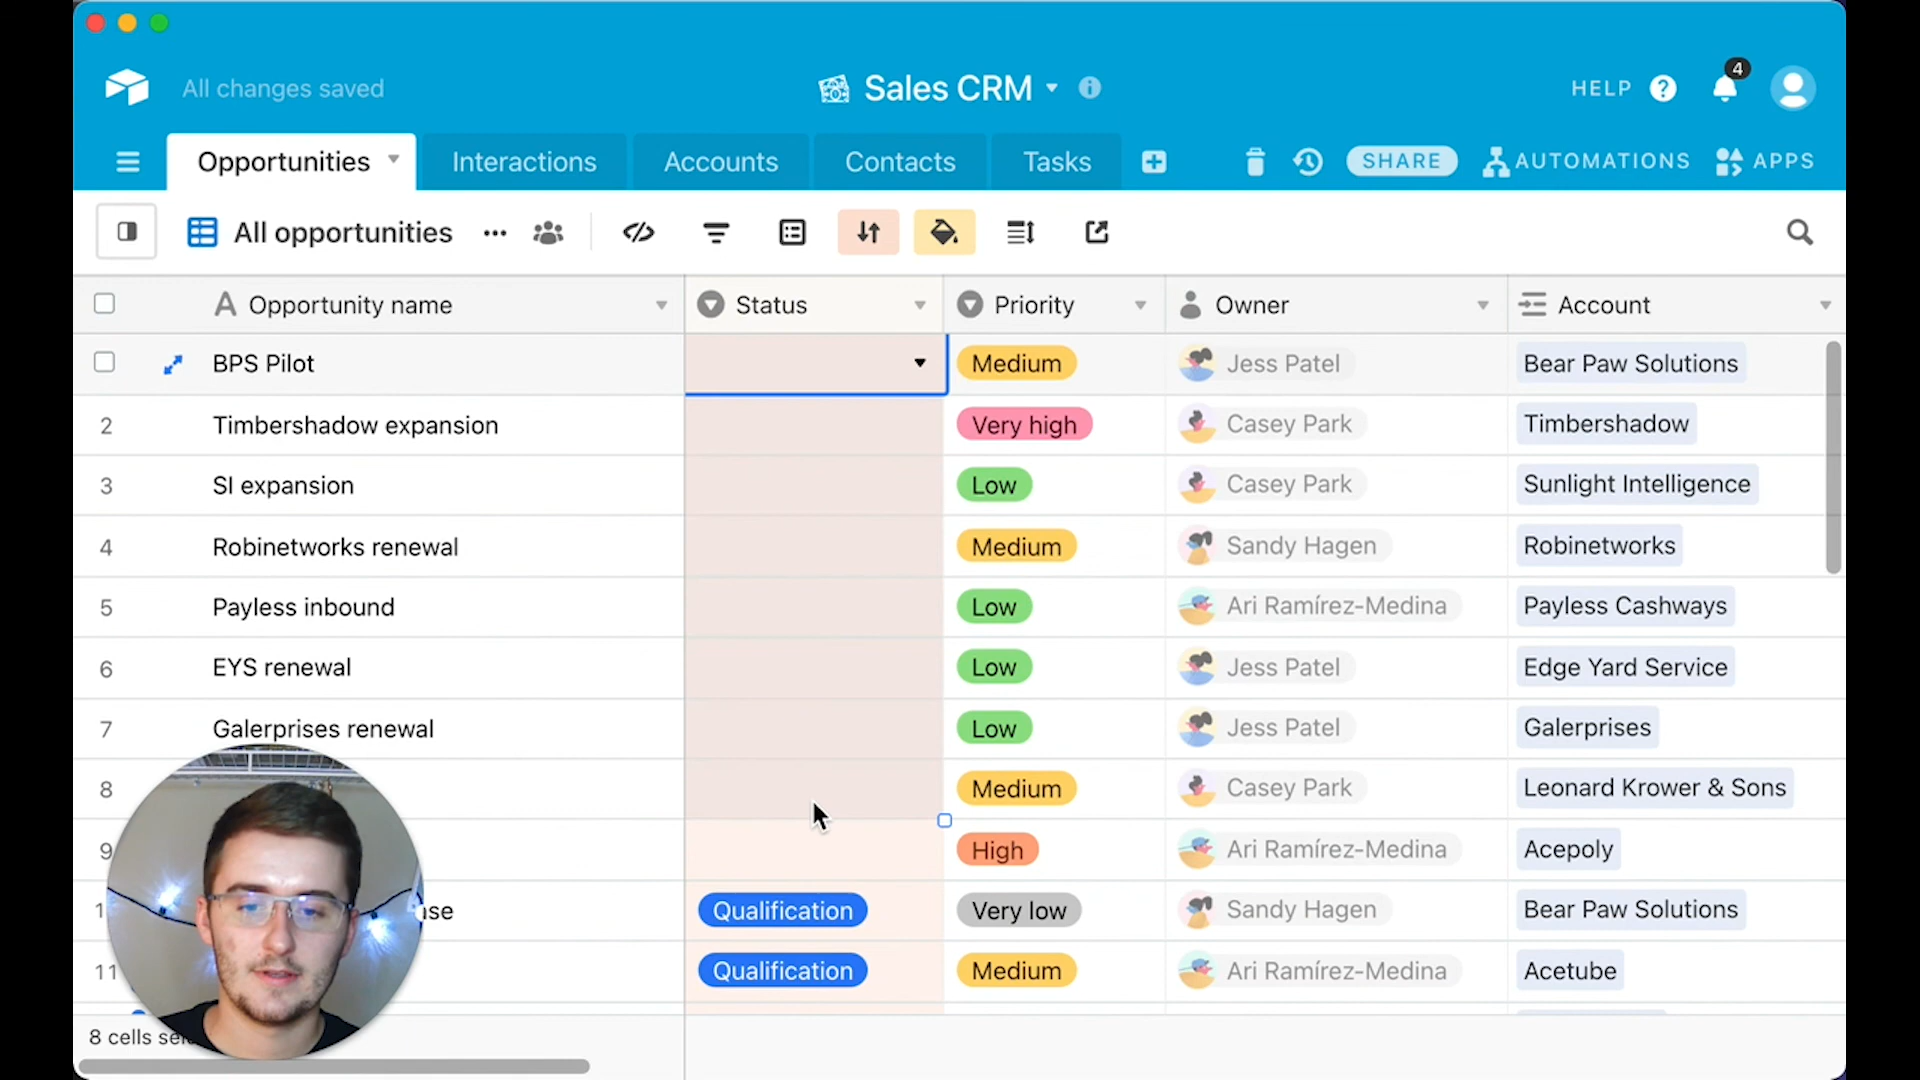 All changes saved
Sales CRM
HELP
4
Opportunities
Interactions
Accounts
Contacts
Tasks
SHARE
AUTOMATIONS
APPS
All opportunities
Opportunity name
Status
Priority
Owner
Account
BPS Pilot
Medium
Jess Patel
Bear Paw Solutions
2
Timbershadow expansion
Very high
Casey Park
Timbershadow
3
SI expansion
Low
Casey Park
Sunlight Intelligence
4
Robinetworks renewal
Medium
Sandy Hagen
Robinetworks
5
Payless inbound
Low
Ari Ramírez-Medina
Payless Cashways
6
EYS renewal
Low
Jess Patel
Edge Yard Service
7
Galerprises renewal
Low
Jess Patel
Galerprises
8
Medium
Casey Park
Leonard Krower & Sons
9
High
Ari Ramírez-Medina
Acepoly
Qualification
Very low
Sandy Hagen
Bear Paw Solutions
11
Qualification
Medium
Ari Ramírez-Medina
Acetube
8 cells